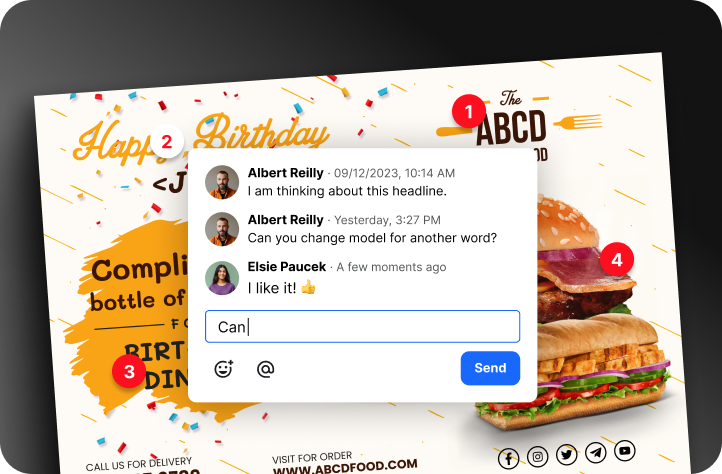 The
1
ABCD
OOD
Happy Birthday
2
<J
Albert Reilly · 09/12/2023, 10:14 AM
I am thinking about this headline.
Albert Reilly · Yesterday, 3:27 PM
Can you change model for another word?
Elsie Paucek · A few moments ago
I like it! 👍
Can
Send
4
Compli
bottle of
FO
BIRT
3
DIN
CALL US FOR DELIVERY
VISIT FOR ORDER
WWW.ABCDFOOD.COM